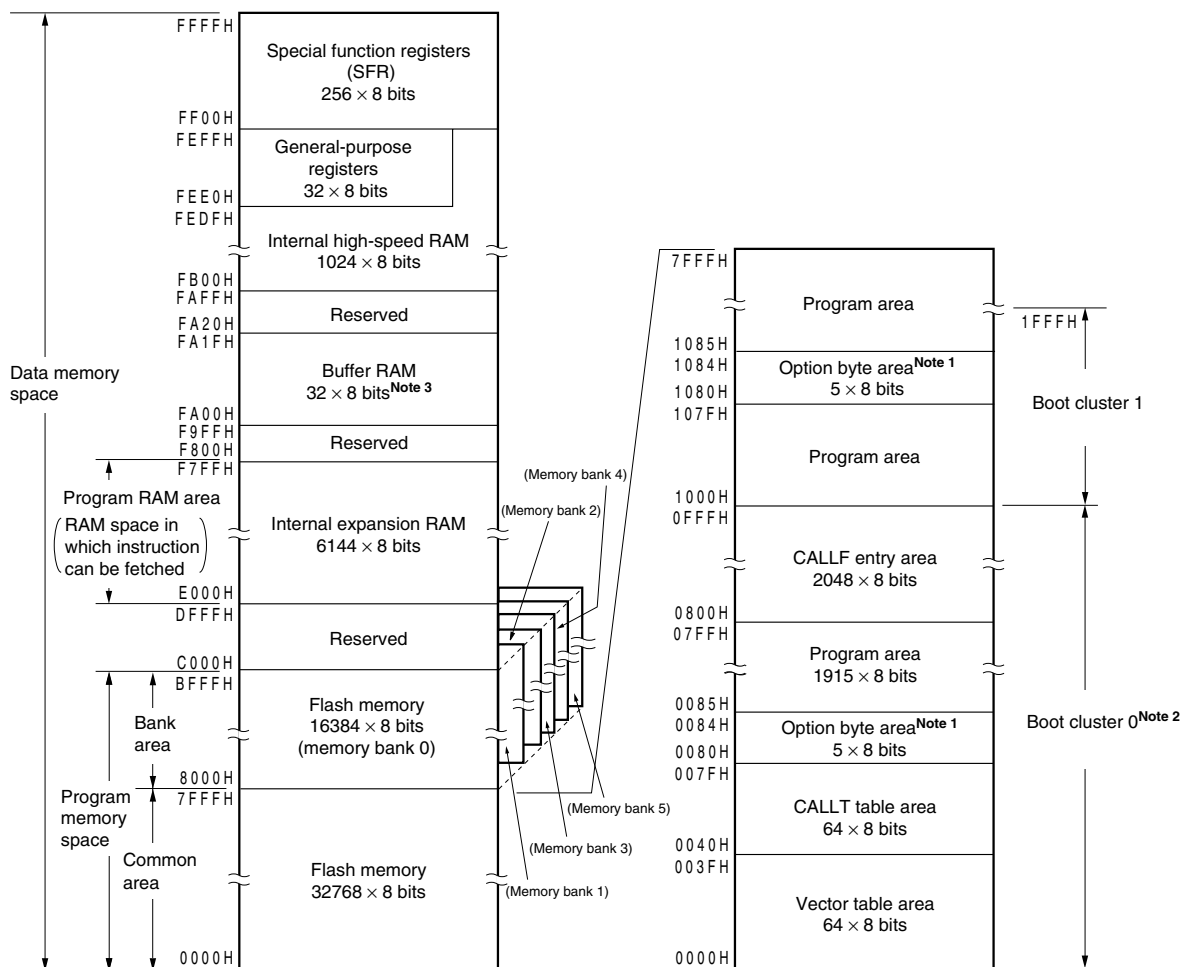 FFFFH
Special function registers
(SFR)
256 × 8 bits
FF00H
FEFFH
General-purpose
registers
32 × 8 bits
FEE0H
FEDFH
Internal high-speed RAM
1024 × 8 bits
FB00H
FAFFH
Reserved
FA20H
FA1FH
Data memory
space
Buffer RAM
32 × 8 bitsNote 3
FA00H
F9FFH
Reserved
F800H
F7FFH
Program RAM area
RAM space in
which instruction
can be fetched
Internal expansion RAM
6144 × 8 bits
E000H
DFFFH
Reserved
C000H
BFFFH
Bank
area
Flash memory
16384 × 8 bits
(memory bank 0)
8000H
7FFFH
Program
memory
space
Common
area
Flash memory
32768 × 8 bits
0000H
(Memory bank 4)
(Memory bank 2)
(Memory bank 5)
(Memory bank 3)
(Memory bank 1)
7FFFH
Program area
1FFFH
1085H
1084H
Option byte areaNote 1
5 × 8 bits
1080H
107FH
Boot cluster 1
Program area
1000H
0FFFH
CALLF entry area
2048 × 8 bits
0800H
07FFH
Program area
1915 × 8 bits
0085H
0084H
Option byte areaNote 1
5 × 8 bits
Boot cluster 0Note 2
0080H
007FH
CALLT table area
64 × 8 bits
0040H
003FH
Vector table area
64 × 8 bits
0000H